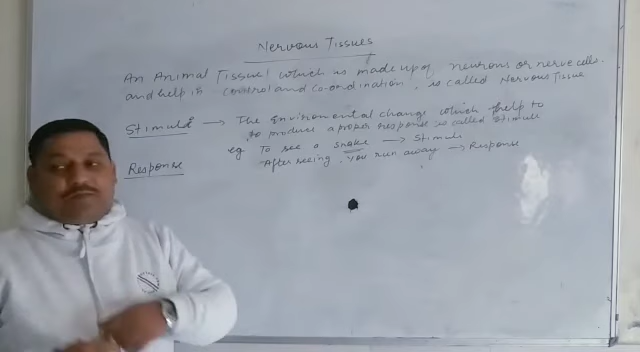 Nervous Tissues
An Animal Tissue! which is made up of neurons or nerve cells.
and help in control and co-ordination, is called Nervous Tissue
Stimuli → The Environmental change which help to
to produce a proper response is called Stimuli
eg To see a snake → Stimuli
After seeing, You run away → Response
Response